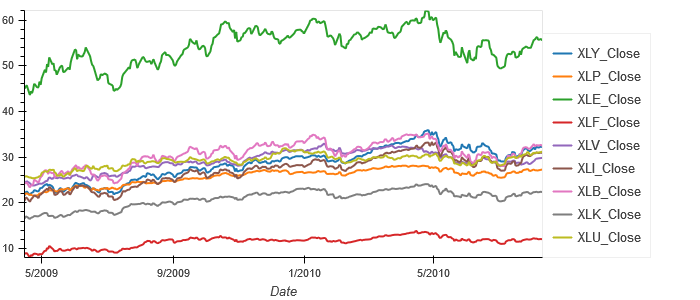 60
50
40
30
20
10
5/2009
9/2009
1/2010
5/2010
Date
XLY_Close
XLP_Close
XLE_Close
XLF_Close
XLV_Close
XLI_Close
XLB_Close
XLK_Close
XLU_Close